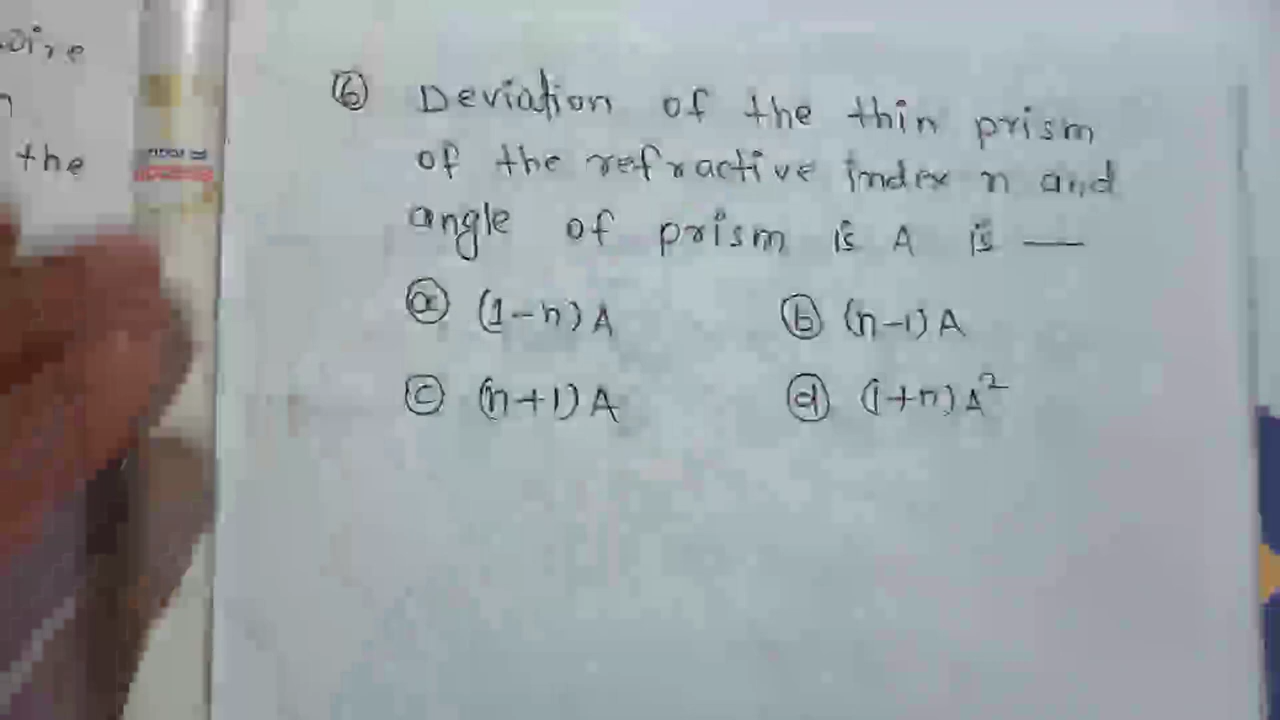 the
⑥ Deviation of the thin prism
of the refractive index n and
angle of prism is A is —
ⓐ (1-n)A ⓑ (n-1)A
ⓒ (n+1)A ⓓ (1+n)A²